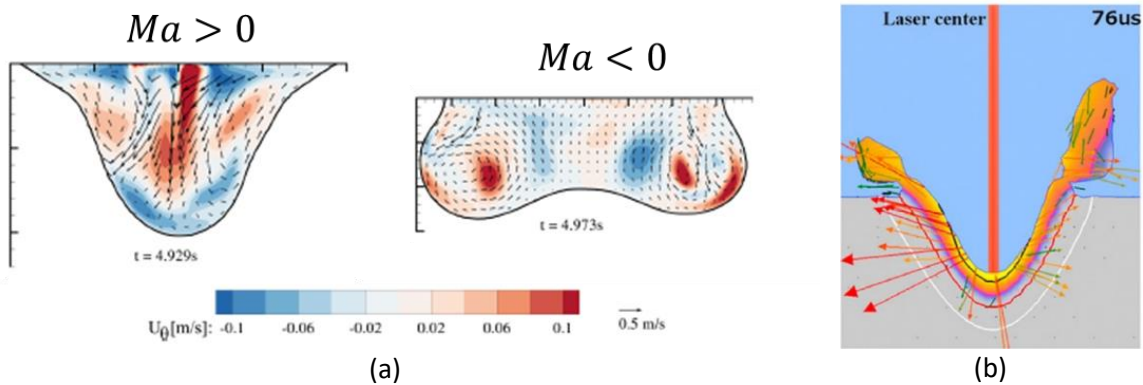 Ma > 0
Ma < 0
t = 4.929s
t = 4.973s
Uθ[m/s]: -0.1 -0.06 -0.02 0.02 0.06 0.1
0.5 m/s
(a)
Laser center 76us
(b)